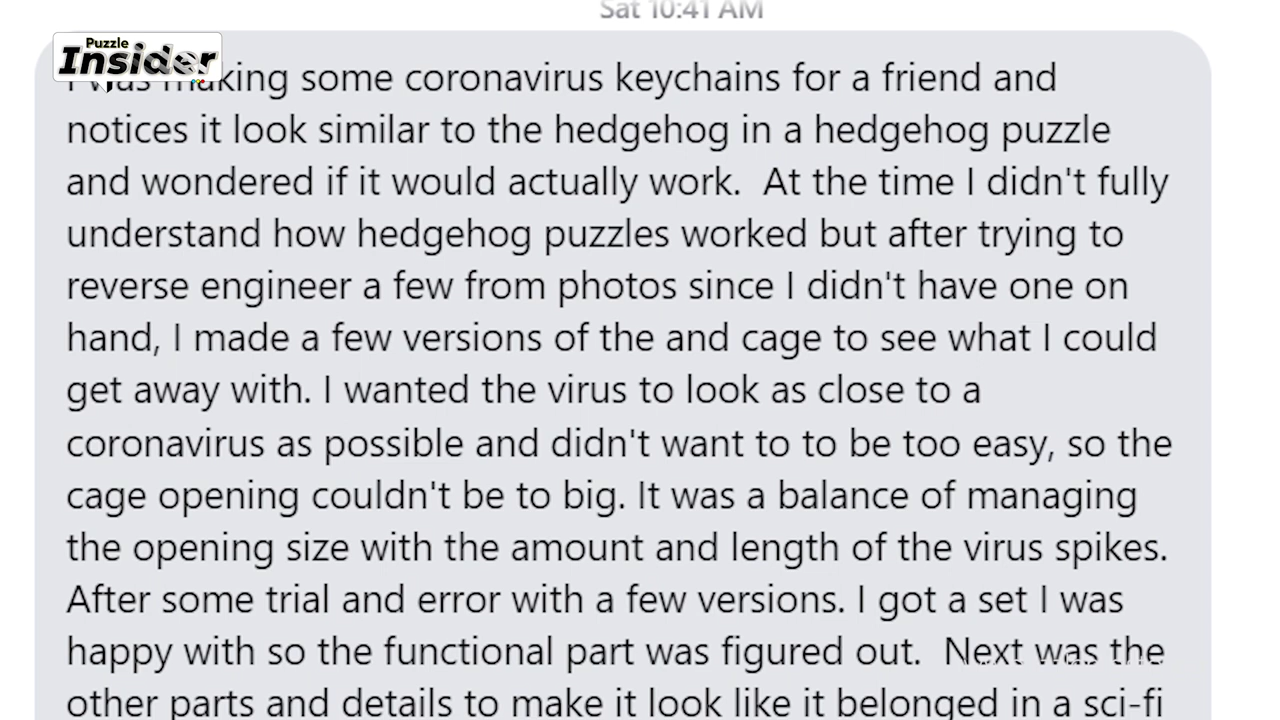 Sat 10:41 AM
Puzzle
Insider
I was making some coronavirus keychains for a friend and
notices it look similar to the hedgehog in a hedgehog puzzle
and wondered if it would actually work.  At the time I didn't fully
understand how hedgehog puzzles worked but after trying to
reverse engineer a few from photos since I didn't have one on
hand, I made a few versions of the and cage to see what I could
get away with. I wanted the virus to look as close to a
coronavirus as possible and didn't want to to be too easy, so the
cage opening couldn't be to big. It was a balance of managing
the opening size with the amount and length of the virus spikes.
After some trial and error with a few versions. I got a set I was
happy with so the functional part was figured out.  Next was the
other parts and details to make it look like it belonged in a sci-fi